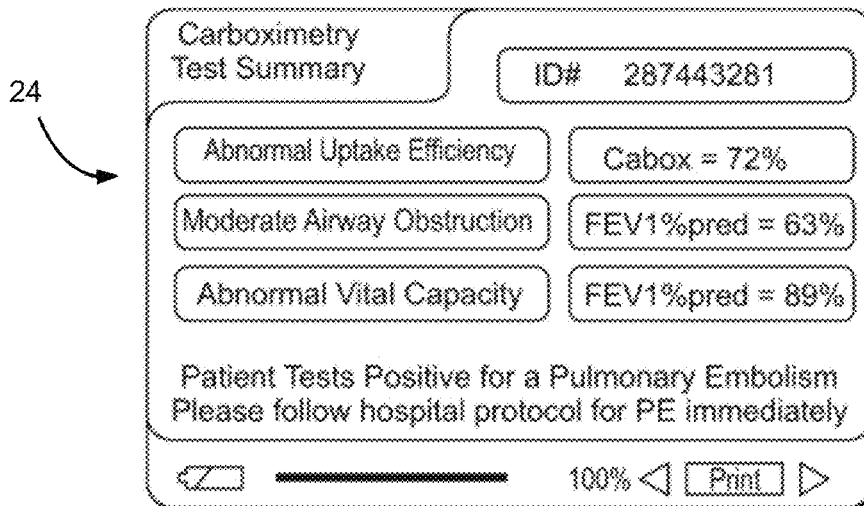 Carboximetry
Test Summary
ID# 287443281
24
Abnormal Uptake Efficiency
Cabox = 72%
Moderate Airway Obstruction
FEV1%pred = 63%
Abnormal Vital Capacity
FEV1%pred = 89%
Patient Tests Positive for a Pulmonary Embolism
Please follow hospital protocol for PE immediately
100%
Print